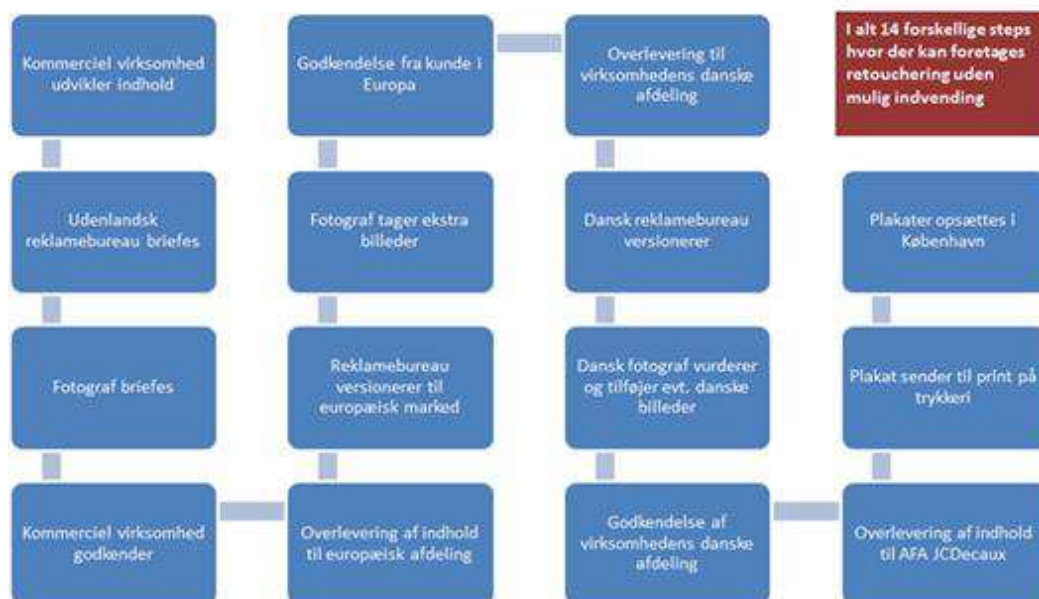 Kommerciel virksomhed
udvikler indhold
Udenlandsk
reklamebureau briefes
Fotograf briefes
Kommerciel virksomhed
godkender
Overlevering af indhold
til europæisk afdeling
Reklamebureau
versionerer til
europæisk marked
Fotograf tager ekstra
billeder
Godkendelse fra kunde i
Europa
Overlevering til
virksomhedens danske
afdeling
Dansk reklamebureau
versionerer
Dansk fotograf vurderer
og tilføjer evt. danske
billeder
Godkendelse af
virksomhedens danske
afdeling
Overlevering af indhold
til AFA JCDecaux
Plakat sender til print på
trykkeri
Plakater opsættes i
København
I alt 14 forskellige steps
hvor der kan foretages
retouchering uden
mulig indvending